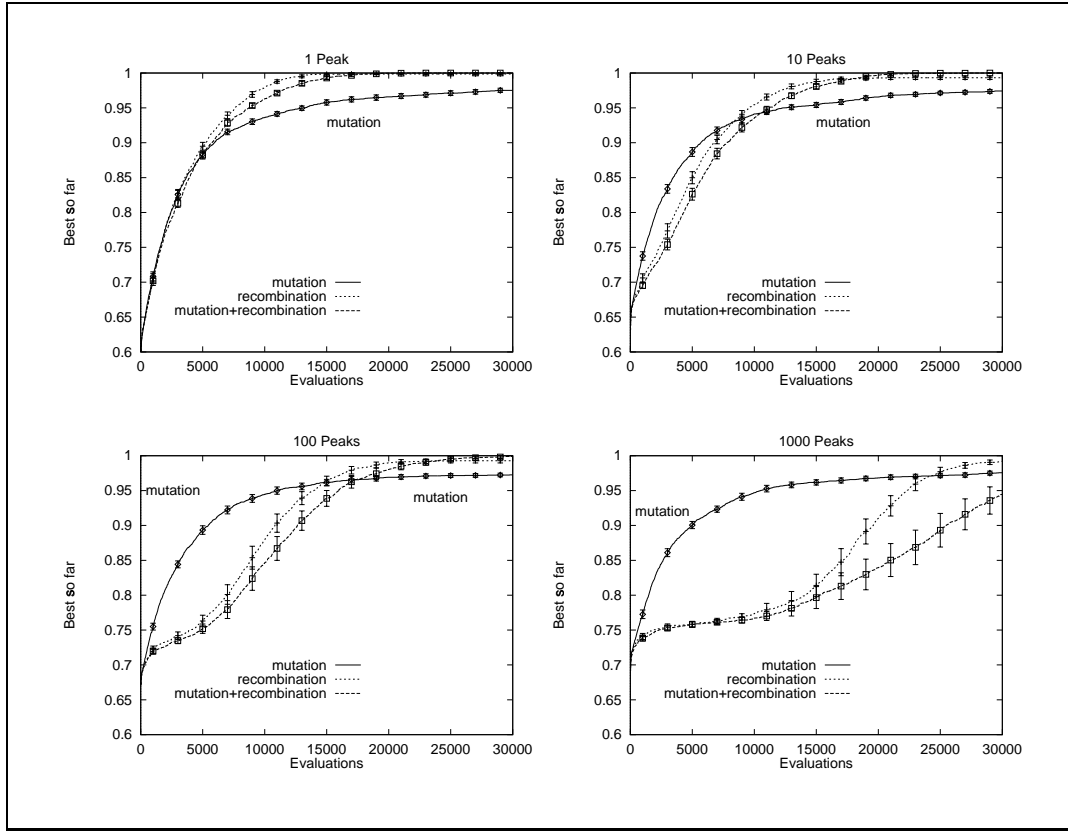 1 Peak
1
0.95
0.9
0.85
0.8
0.75
0.7
0.65
0.6
Best so far
mutation
mutation
recombination
mutation+recombination
0 5000 10000 15000 20000 25000 30000
Evaluations
10 Peaks
1
0.95
0.9
0.85
0.8
0.75
0.7
0.65
0.6
Best so far
mutation
mutation
recombination
mutation+recombination
0 5000 10000 15000 20000 25000 30000
Evaluations
100 Peaks
1
0.95
0.9
0.85
0.8
0.75
0.7
0.65
0.6
Best so far
mutation
mutation
mutation
recombination
mutation+recombination
0 5000 10000 15000 20000 25000 30000
Evaluations
1000 Peaks
1
0.95
0.9
0.85
0.8
0.75
0.7
0.65
0.6
Best so far
mutation
mutation
recombination
mutation+recombination
0 5000 10000 15000 20000 25000 30000
Evaluations